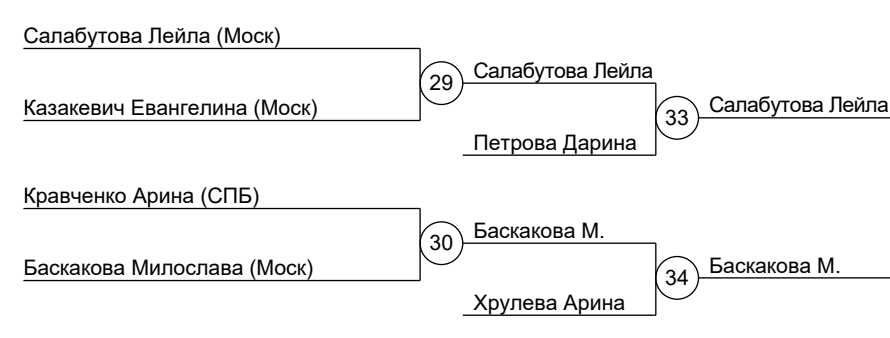 Салабутова Лейла (Моск)
29
Салабутова Лейла
Казакевич Евангелина (Моск)
33
Салабутова Лейла
Петрова Дарина
Кравченко Арина (СПБ)
30
Баскакова М.
Баскакова Милослава (Моск)
34
Баскакова М.
Хрулева Арина